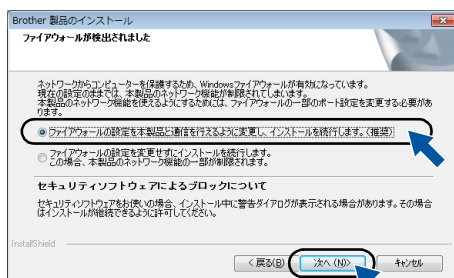 Brother 製品のインストール
ファイアウォールが検出されました
ネットワークからコンピューターを保護するため、Windowsファイアウォールが有効になっています。
現在の設定のままでは、本製品のネットワーク機能が制限されてしまいます。
本製品のネットワーク機能を使えるようにするためには、ファイアウォールの一部のポート設定を変更する必要があ
ります。
ファイアウォールの設定を本製品と通信を行えるように変更し、インストールを続行します。(推奨)
ファイアウォールの設定を変更せずにインストールを続行します。
この場合、本製品のネットワーク機能の一部が制限されます。
セキュリティソフトウェアによるブロックについて
セキュリティソフトウェアをお使いの場合、インストール中に警告ダイアログが表示される場合があります。その場合
はインストールが継続できるように許可してください。
InstallShield
< 戻る(B)
次へ (N)>
キャンセル